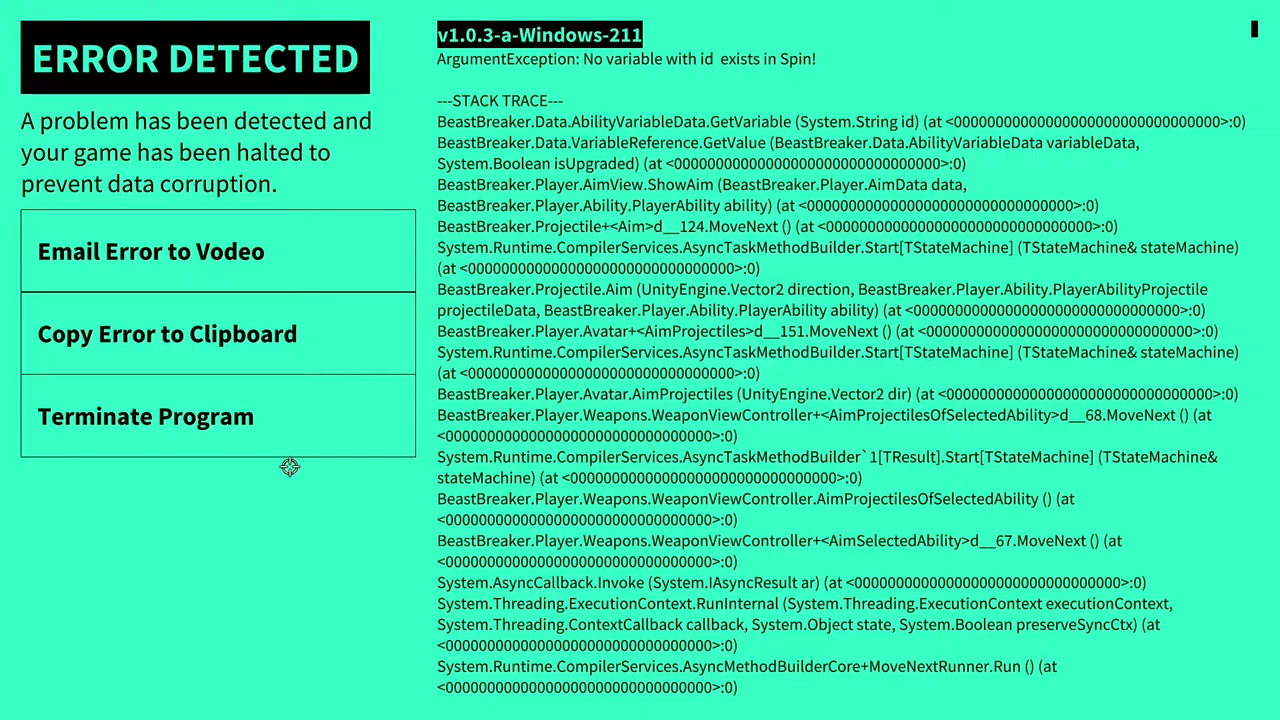 ERROR DETECTED
A problem has been detected and
your game has been halted to
prevent data corruption.
Email Error to Vodeo
Copy Error to Clipboard
Terminate Program
v1.0.3-a-Windows-211
ArgumentException: No variable with id  exists in Spin!
---STACK TRACE---
BeastBreaker.Data.AbilityVariableData.GetVariable (System.String id) (at <00000000000000000000000000000000>:0)
BeastBreaker.Data.VariableReference.GetValue (BeastBreaker.Data.AbilityVariableData variableData,
System.Boolean isUpgraded) (at <00000000000000000000000000000000>:0)
BeastBreaker.Player.AimView.ShowAim (BeastBreaker.Player.AimData data,
BeastBreaker.Player.Ability.PlayerAbility ability) (at <00000000000000000000000000000000>:0)
BeastBreaker.Projectile+<Aim>d__124.MoveNext () (at <00000000000000000000000000000000>:0)
System.Runtime.CompilerServices.AsyncTaskMethodBuilder.Start[TStateMachine] (TStateMachine& stateMachine)
(at <00000000000000000000000000000000>:0)
BeastBreaker.Projectile.Aim (UnityEngine.Vector2 direction, BeastBreaker.Player.Ability.PlayerAbilityProjectile
projectileData, BeastBreaker.Player.Ability.PlayerAbility ability) (at <00000000000000000000000000000000>:0)
BeastBreaker.Player.Avatar+<AimProjectiles>d__151.MoveNext () (at <00000000000000000000000000000000>:0)
System.Runtime.CompilerServices.AsyncTaskMethodBuilder.Start[TStateMachine] (TStateMachine& stateMachine)
(at <00000000000000000000000000000000>:0)
BeastBreaker.Player.Avatar.AimProjectiles (UnityEngine.Vector2 dir) (at <00000000000000000000000000000000>:0)
BeastBreaker.Player.Weapons.WeaponViewController+<AimProjectilesOfSelectedAbility>d__68.MoveNext () (at
<00000000000000000000000000000000>:0)
System.Runtime.CompilerServices.AsyncTaskMethodBuilder`1[TResult].Start[TStateMachine] (TStateMachine&
stateMachine) (at <00000000000000000000000000000000>:0)
BeastBreaker.Player.Weapons.WeaponViewController.AimProjectilesOfSelectedAbility () (at
<00000000000000000000000000000000>:0)
BeastBreaker.Player.Weapons.WeaponViewController+<AimSelectedAbility>d__67.MoveNext () (at
<00000000000000000000000000000000>:0)
System.AsyncCallback.Invoke (System.IAsyncResult ar) (at <00000000000000000000000000000000>:0)
System.Threading.ExecutionContext.RunInternal (System.Threading.ExecutionContext executionContext,
System.Threading.ContextCallback callback, System.Object state, System.Boolean preserveSyncCtx) (at
<00000000000000000000000000000000>:0)
System.Runtime.CompilerServices.AsyncMethodBuilderCore+MoveNextRunner.Run () (at
<00000000000000000000000000000000>:0)